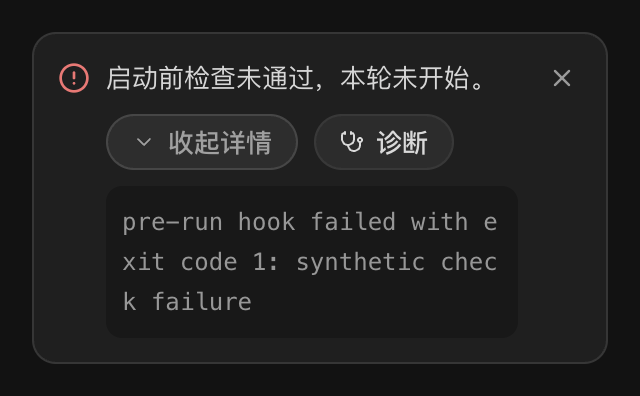 启动前检查未通过，本轮未开始。
收起详情 诊断
pre-run hook failed with e
xit code 1: synthetic chec
k failure